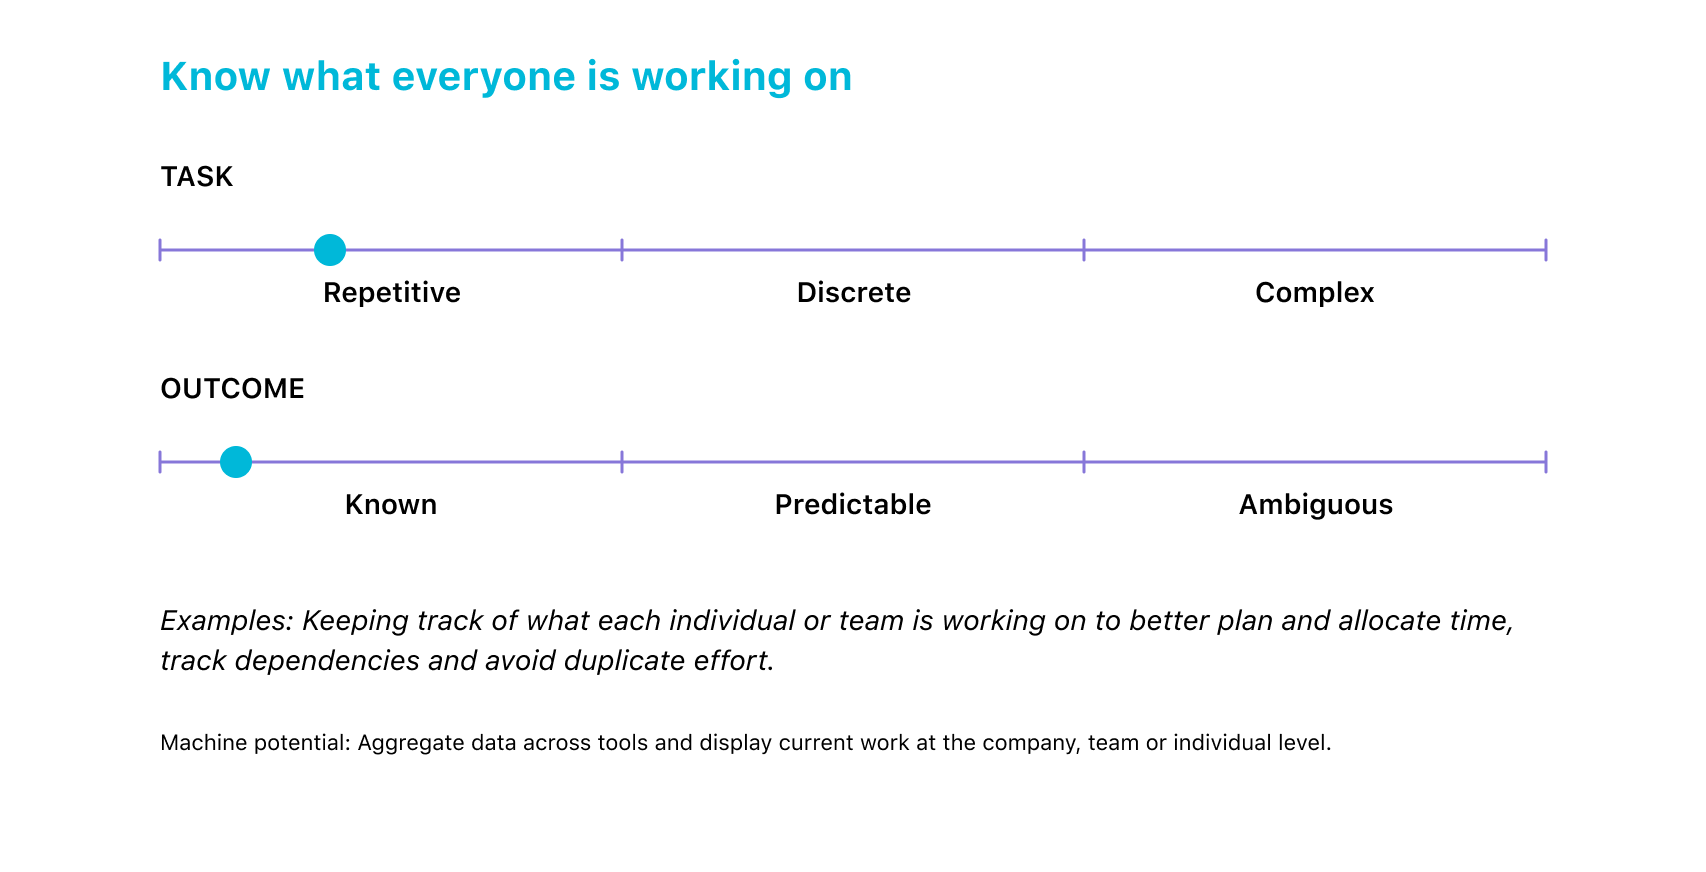 Know what everyone is working on
TASK
Repetitive
Discrete
Complex
OUTCOME
Known
Predictable
Ambiguous
Examples: Keeping track of what each individual or team is working on to better plan and allocate time,
track dependencies and avoid duplicate effort.
Machine potential: Aggregate data across tools and display current work at the company, team or individual level.